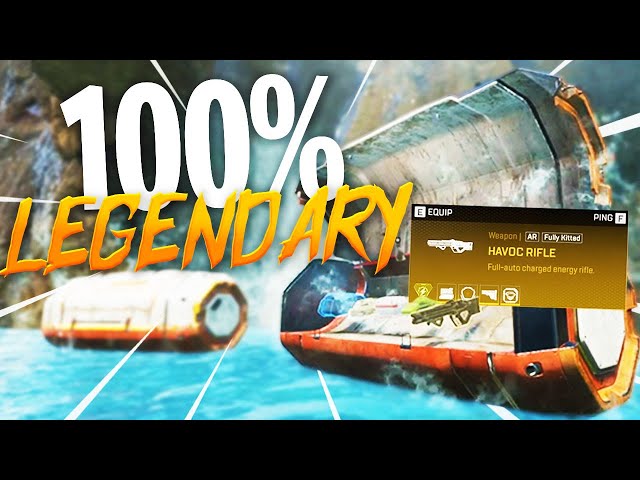 100%
LEGENDARY
E EQUIP
PING F
Weapon | AR Fully Kitted
HAVOC RIFLE
Full-auto charged energy rifle.